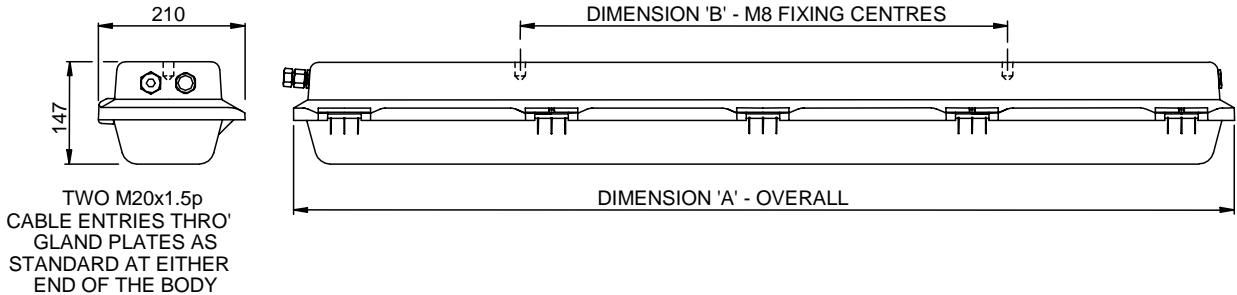 210
DIMENSION 'B' - M8 FIXING CENTRES
147
DIMENSION 'A' - OVERALL
TWO M20x1.5p
CABLE ENTRIES THRO'
GLAND PLATES AS
STANDARD AT EITHER
END OF THE BODY